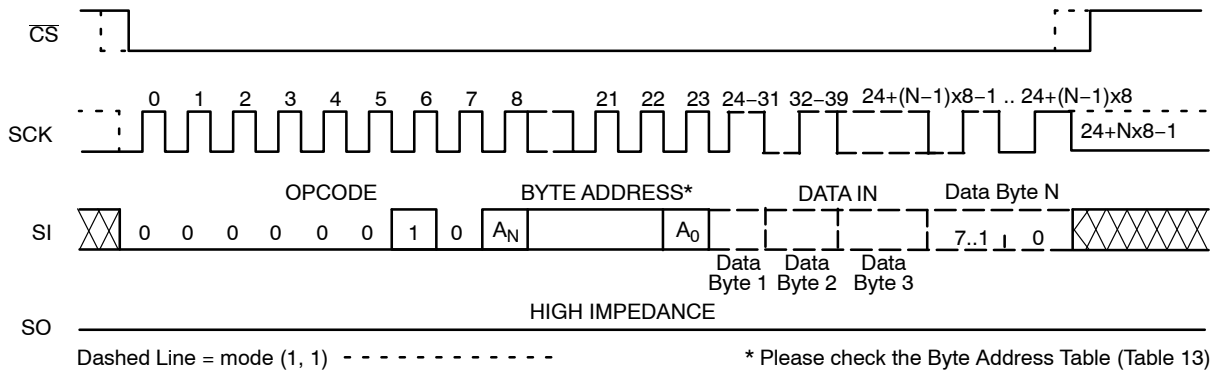 CS
0 1 2 3 4 5 6 7 8 21 22 23 24–31 32–39 24+(N–1)x8–1 .. 24+(N–1)x8
SCK
24+Nx8–1
OPCODE BYTE ADDRESS* DATA IN Data Byte N
SI 0 0 0 0 0 0 1 0 AN A0 7..1 0
Data Byte 1 Data Byte 2 Data Byte 3
HIGH IMPEDANCE
SO
Dashed Line = mode (1, 1) * Please check the Byte Address Table (Table 13)